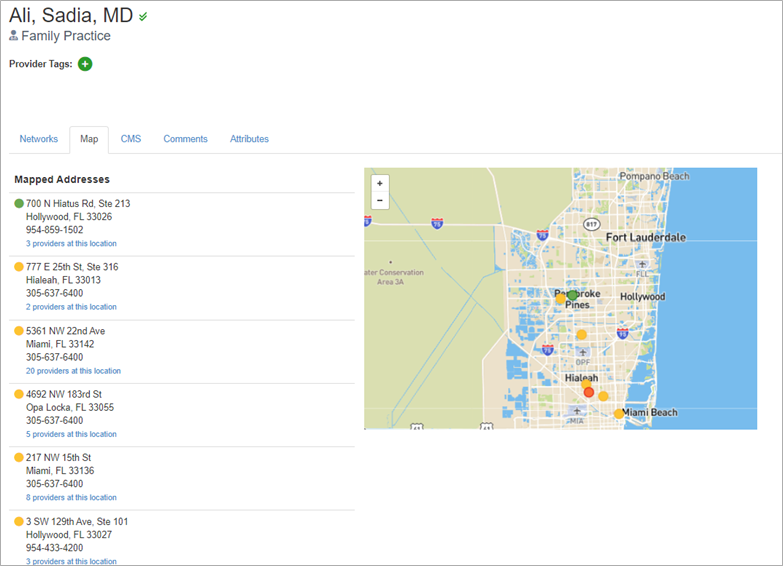 Ali, Sadia, MD
Family Practice
Provider Tags:
Networks
Map
CMS
Comments
Attributes
Mapped Addresses
700 N Hiatus Rd, Ste 213
Hollywood, FL 33026
954-859-1502
3 providers at this location
777 E 25th St, Ste 316
Hialeah, FL 33013
305-637-6400
2 providers at this location
5361 NW 22nd Ave
Miami, FL 33142
305-637-6400
20 providers at this location
4692 NW 183rd St
Opa Locka, FL 33055
305-637-6400
5 providers at this location
217 NW 15th St
Miami, FL 33136
305-637-6400
8 providers at this location
3 SW 129th Ave, Ste 101
Hollywood, FL 33027
954-433-4200
3 providers at this location
+
−
Pompano Beach
817
75
75
75
Fort Lauderdale
FLL
ater Conservation
Area 3A
Pines
Hollywood
75
75
OPF
Hialeah
MIA
Miami Beach
41
41